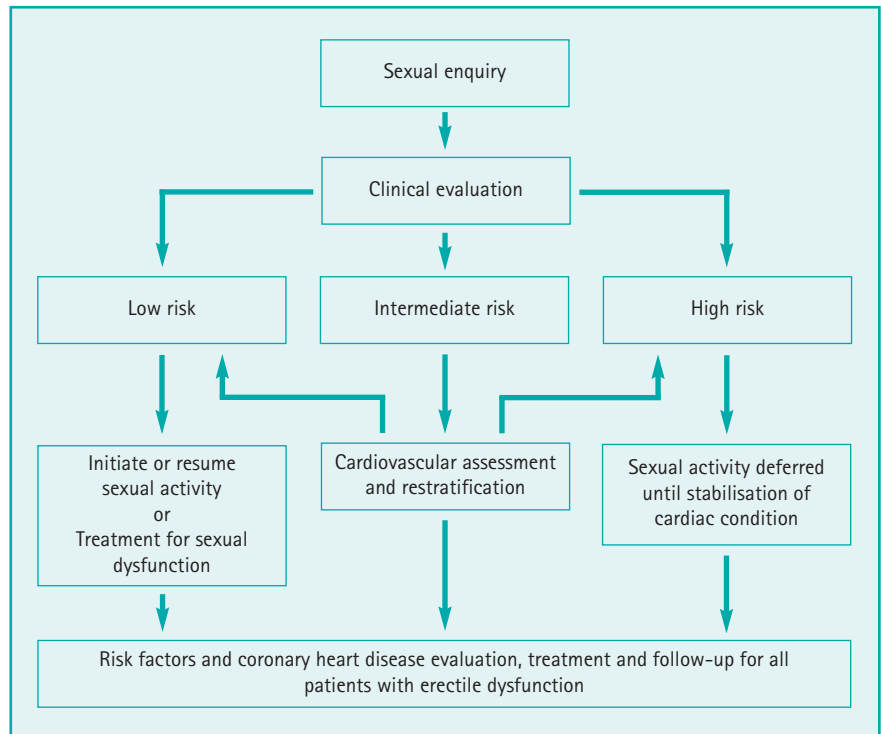 Sexual enquiry
Clinical evaluation
Low risk
Intermediate risk
High risk
Initiate or resume
sexual activity
or
Treatment for sexual
dysfunction
Cardiovascular assessment
and restratification
Sexual activity deferred
until stabilisation of
cardiac condition
Risk factors and coronary heart disease evaluation, treatment and follow-up for all
patients with erectile dysfunction